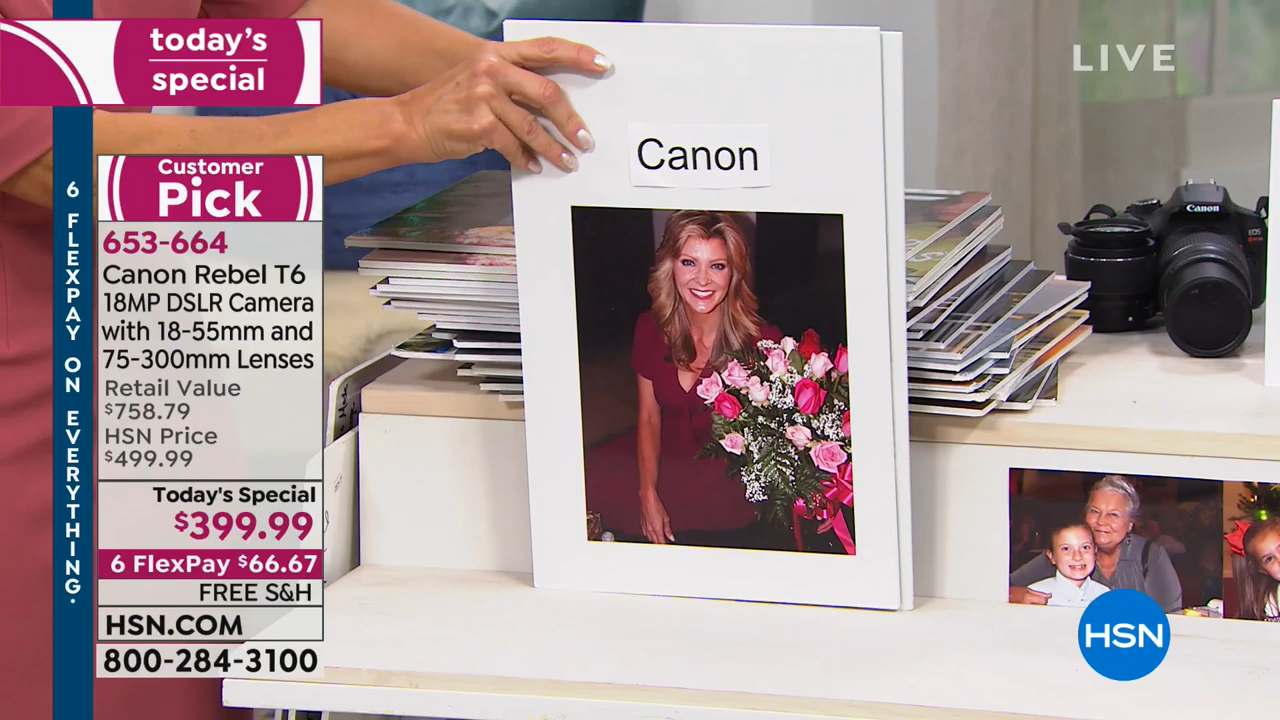 today's
special
LIVE
6 FLEXPAY ON EVERYTHING.
Customer
Pick
653-664
Canon Rebel T6
18MP DSLR Camera
with 18-55mm and
75-300mm Lenses
Retail Value
$758.79
HSN Price
$499.99
Today's Special
$399.99
6 FlexPay $66.67
FREE S&H
HSN.COM
800-284-3100
Canon
Canon
EOS
HSN